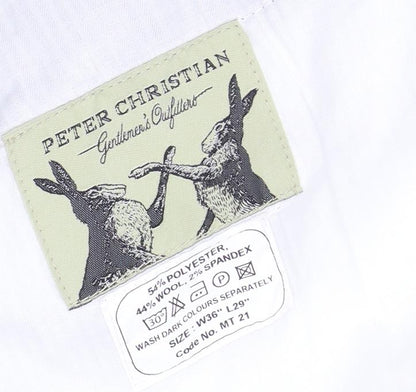 PETER CHRISTIAN
Gentlemen's Outfitters
54% POLYESTER,
44% WOOL, 2% SPANDEX
30° P
WASH DARK COLOURS SEPARATELY
SIZE: W36" L29"
Code No. MT 21